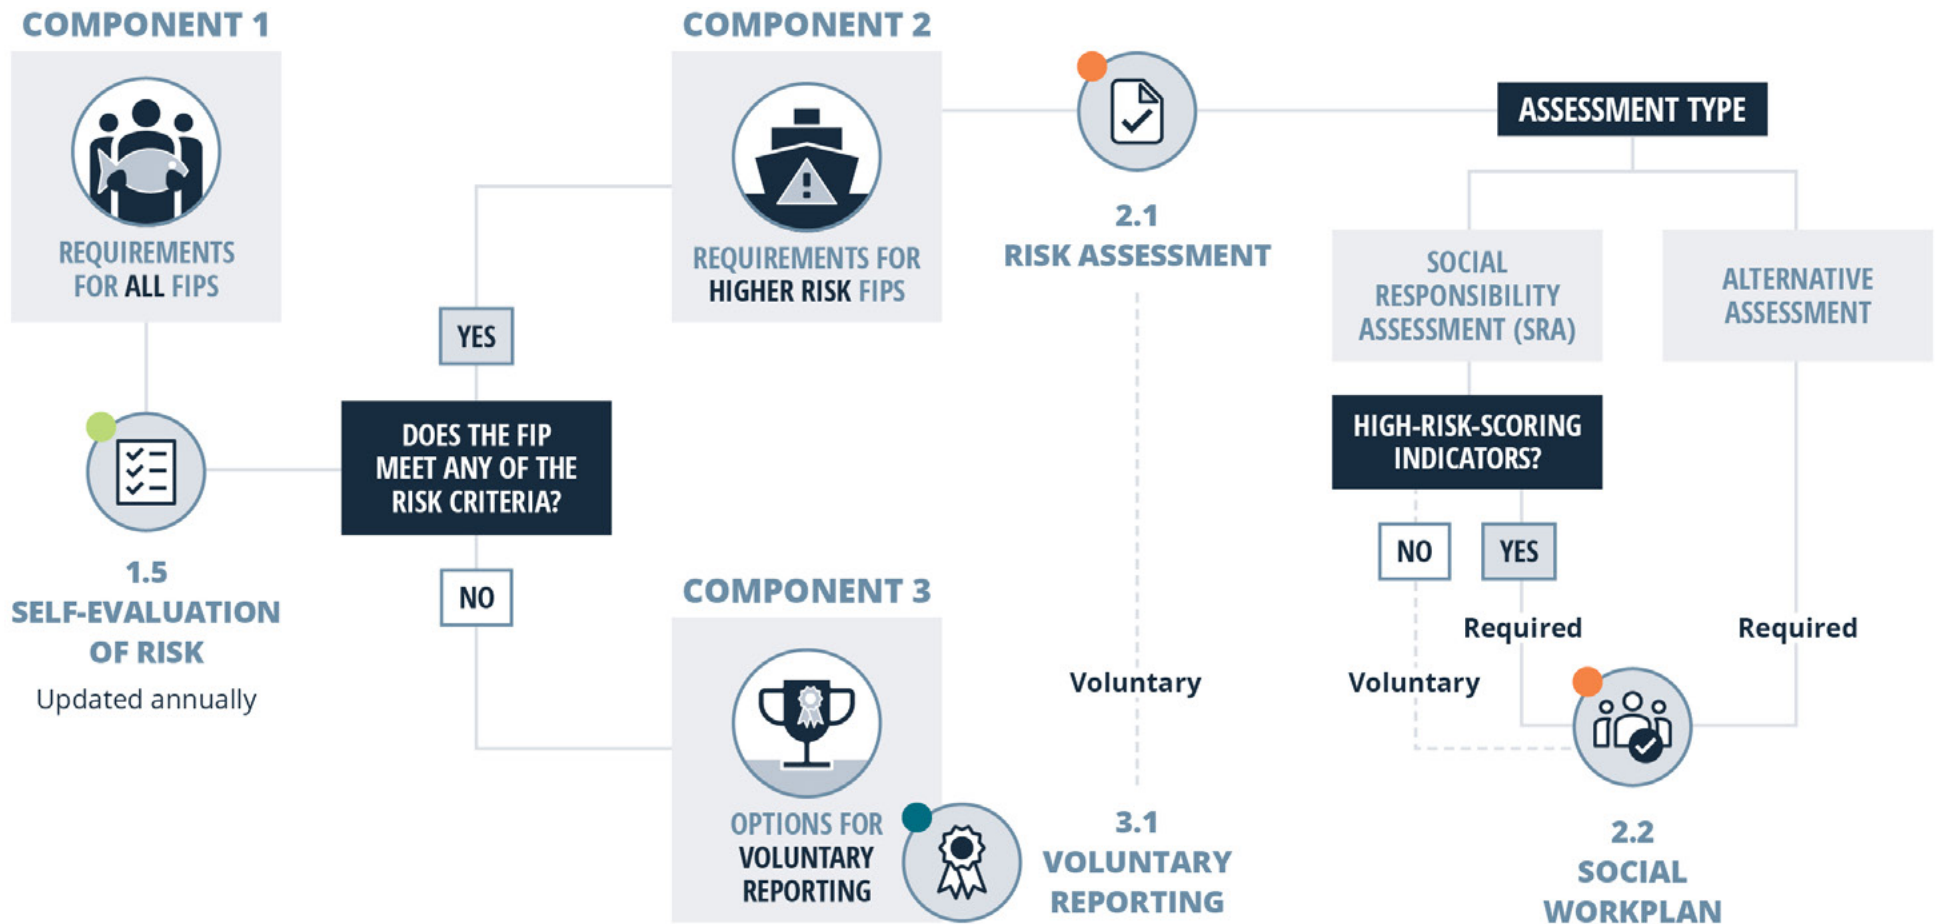 COMPONENT 1
REQUIREMENTS
FOR ALL FIPS
1.5
SELF-EVALUATION
OF RISK
Updated annually
DOES THE FIP
MEET ANY OF THE
RISK CRITERIA?
YES
NO
COMPONENT 2
REQUIREMENTS FOR
HIGHER RISK FIPS
2.1
RISK ASSESSMENT
Voluntary
COMPONENT 3
OPTIONS FOR
VOLUNTARY
REPORTING
3.1
VOLUNTARY
REPORTING
ASSESSMENT TYPE
SOCIAL
RESPONSIBILITY
ASSESSMENT (SRA)
ALTERNATIVE
ASSESSMENT
HIGH-RISK-SCORING
INDICATORS?
NO
YES
Required
Required
Voluntary
2.2
SOCIAL
WORKPLAN